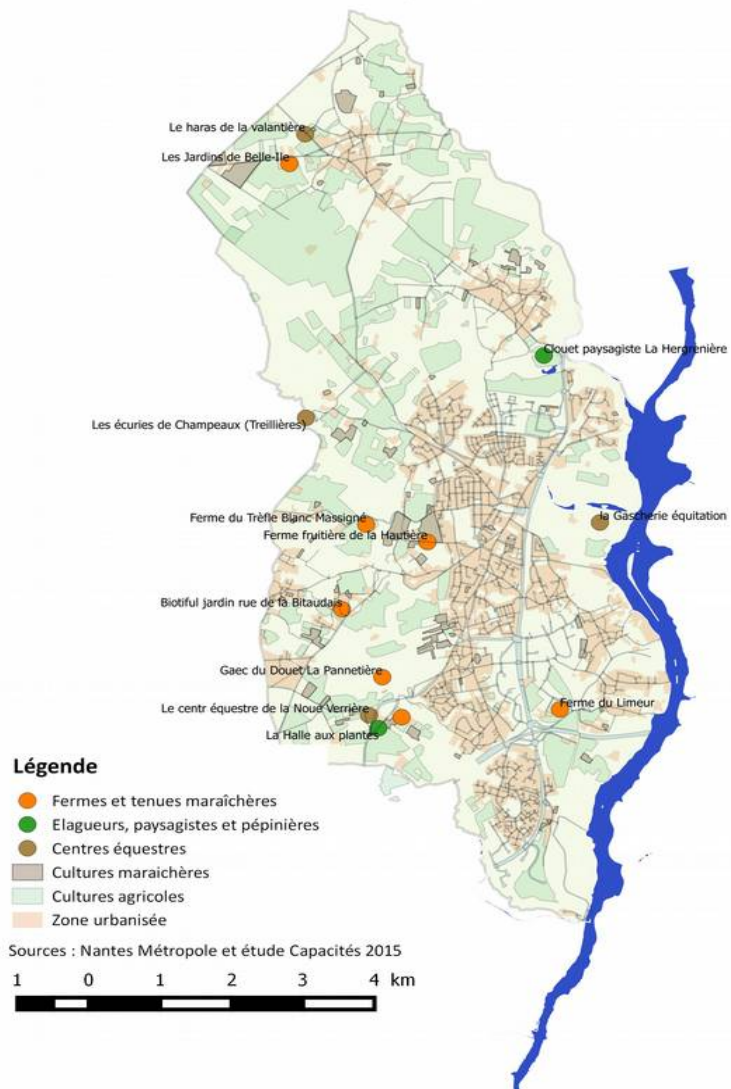 Le haras de la valantière
Les Jardins de Belle-Ile
Clouet paysagiste La Hergrenière
Les écuries de Champeaux (Treillières)
Ferme du Trèfle Blanc Massigné
la Gascherie équitation
Ferme fruitière de la Hautière
Biotiful jardin rue de la Bitaudais
Gaec du Douet La Pannetière
Le centr équestre de la Noue Verrière
Ferme du Limeur
La Halle aux plantes
Légende
Fermes et tenues maraîchères
Elagueurs, paysagistes et pépinières
Centres équestres
Cultures maraichères
Cultures agricoles
Zone urbanisée
Sources : Nantes Métropole et étude Capacités 2015
1 0 1 2 3 4 km